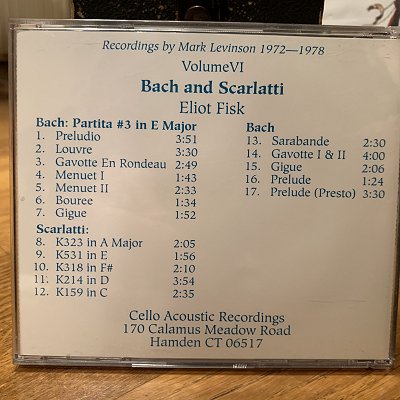 Recordings by Mark Levinson 1972—1978
VolumeVI
Bach and Scarlatti
Eliot Fisk
Bach: Partita #3 in E Major
1. Preludio 3:51
2. Louvre 3:30
3. Gavotte En Rondeau 2:49
4. Menuet I 1:43
5. Menuet II 2:33
6. Bouree 1:34
7. Gigue 1:52
Scarlatti:
8. K323 in A Major 2:05
9. K531 in E 1:56
10. K318 in F# 2:10
11. K214 in D 3:54
12. K159 in C 2:35
Bach
13. Sarabande 2:30
14. Gavotte I & II 4:00
15. Gigue 2:06
16. Prelude 1:24
17. Prelude (Presto) 3:30
Cello Acoustic Recordings
170 Calamus Meadow Road
Hamden CT 06517